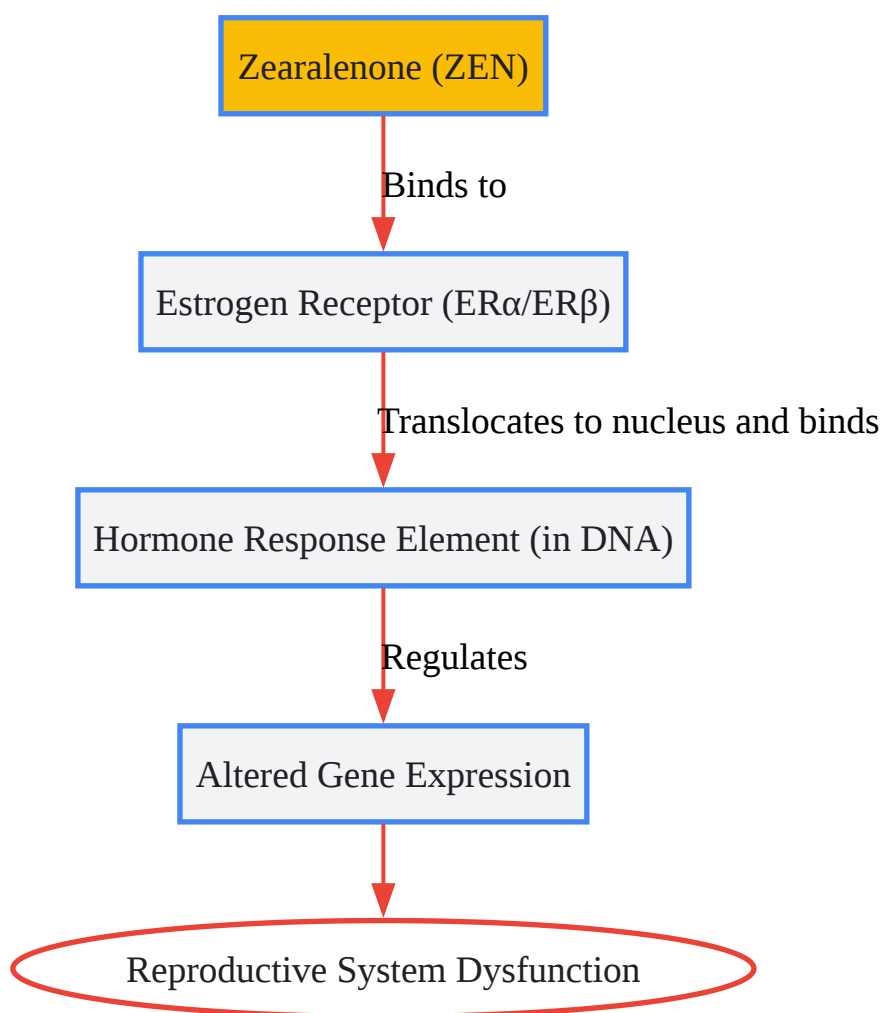 Zearalenone (ZEN)
Binds to
Estrogen Receptor (ERα/ERβ)
Translocates to nucleus and binds
Hormone Response Element (in DNA)
Regulates
Altered Gene Expression
Reproductive System Dysfunction